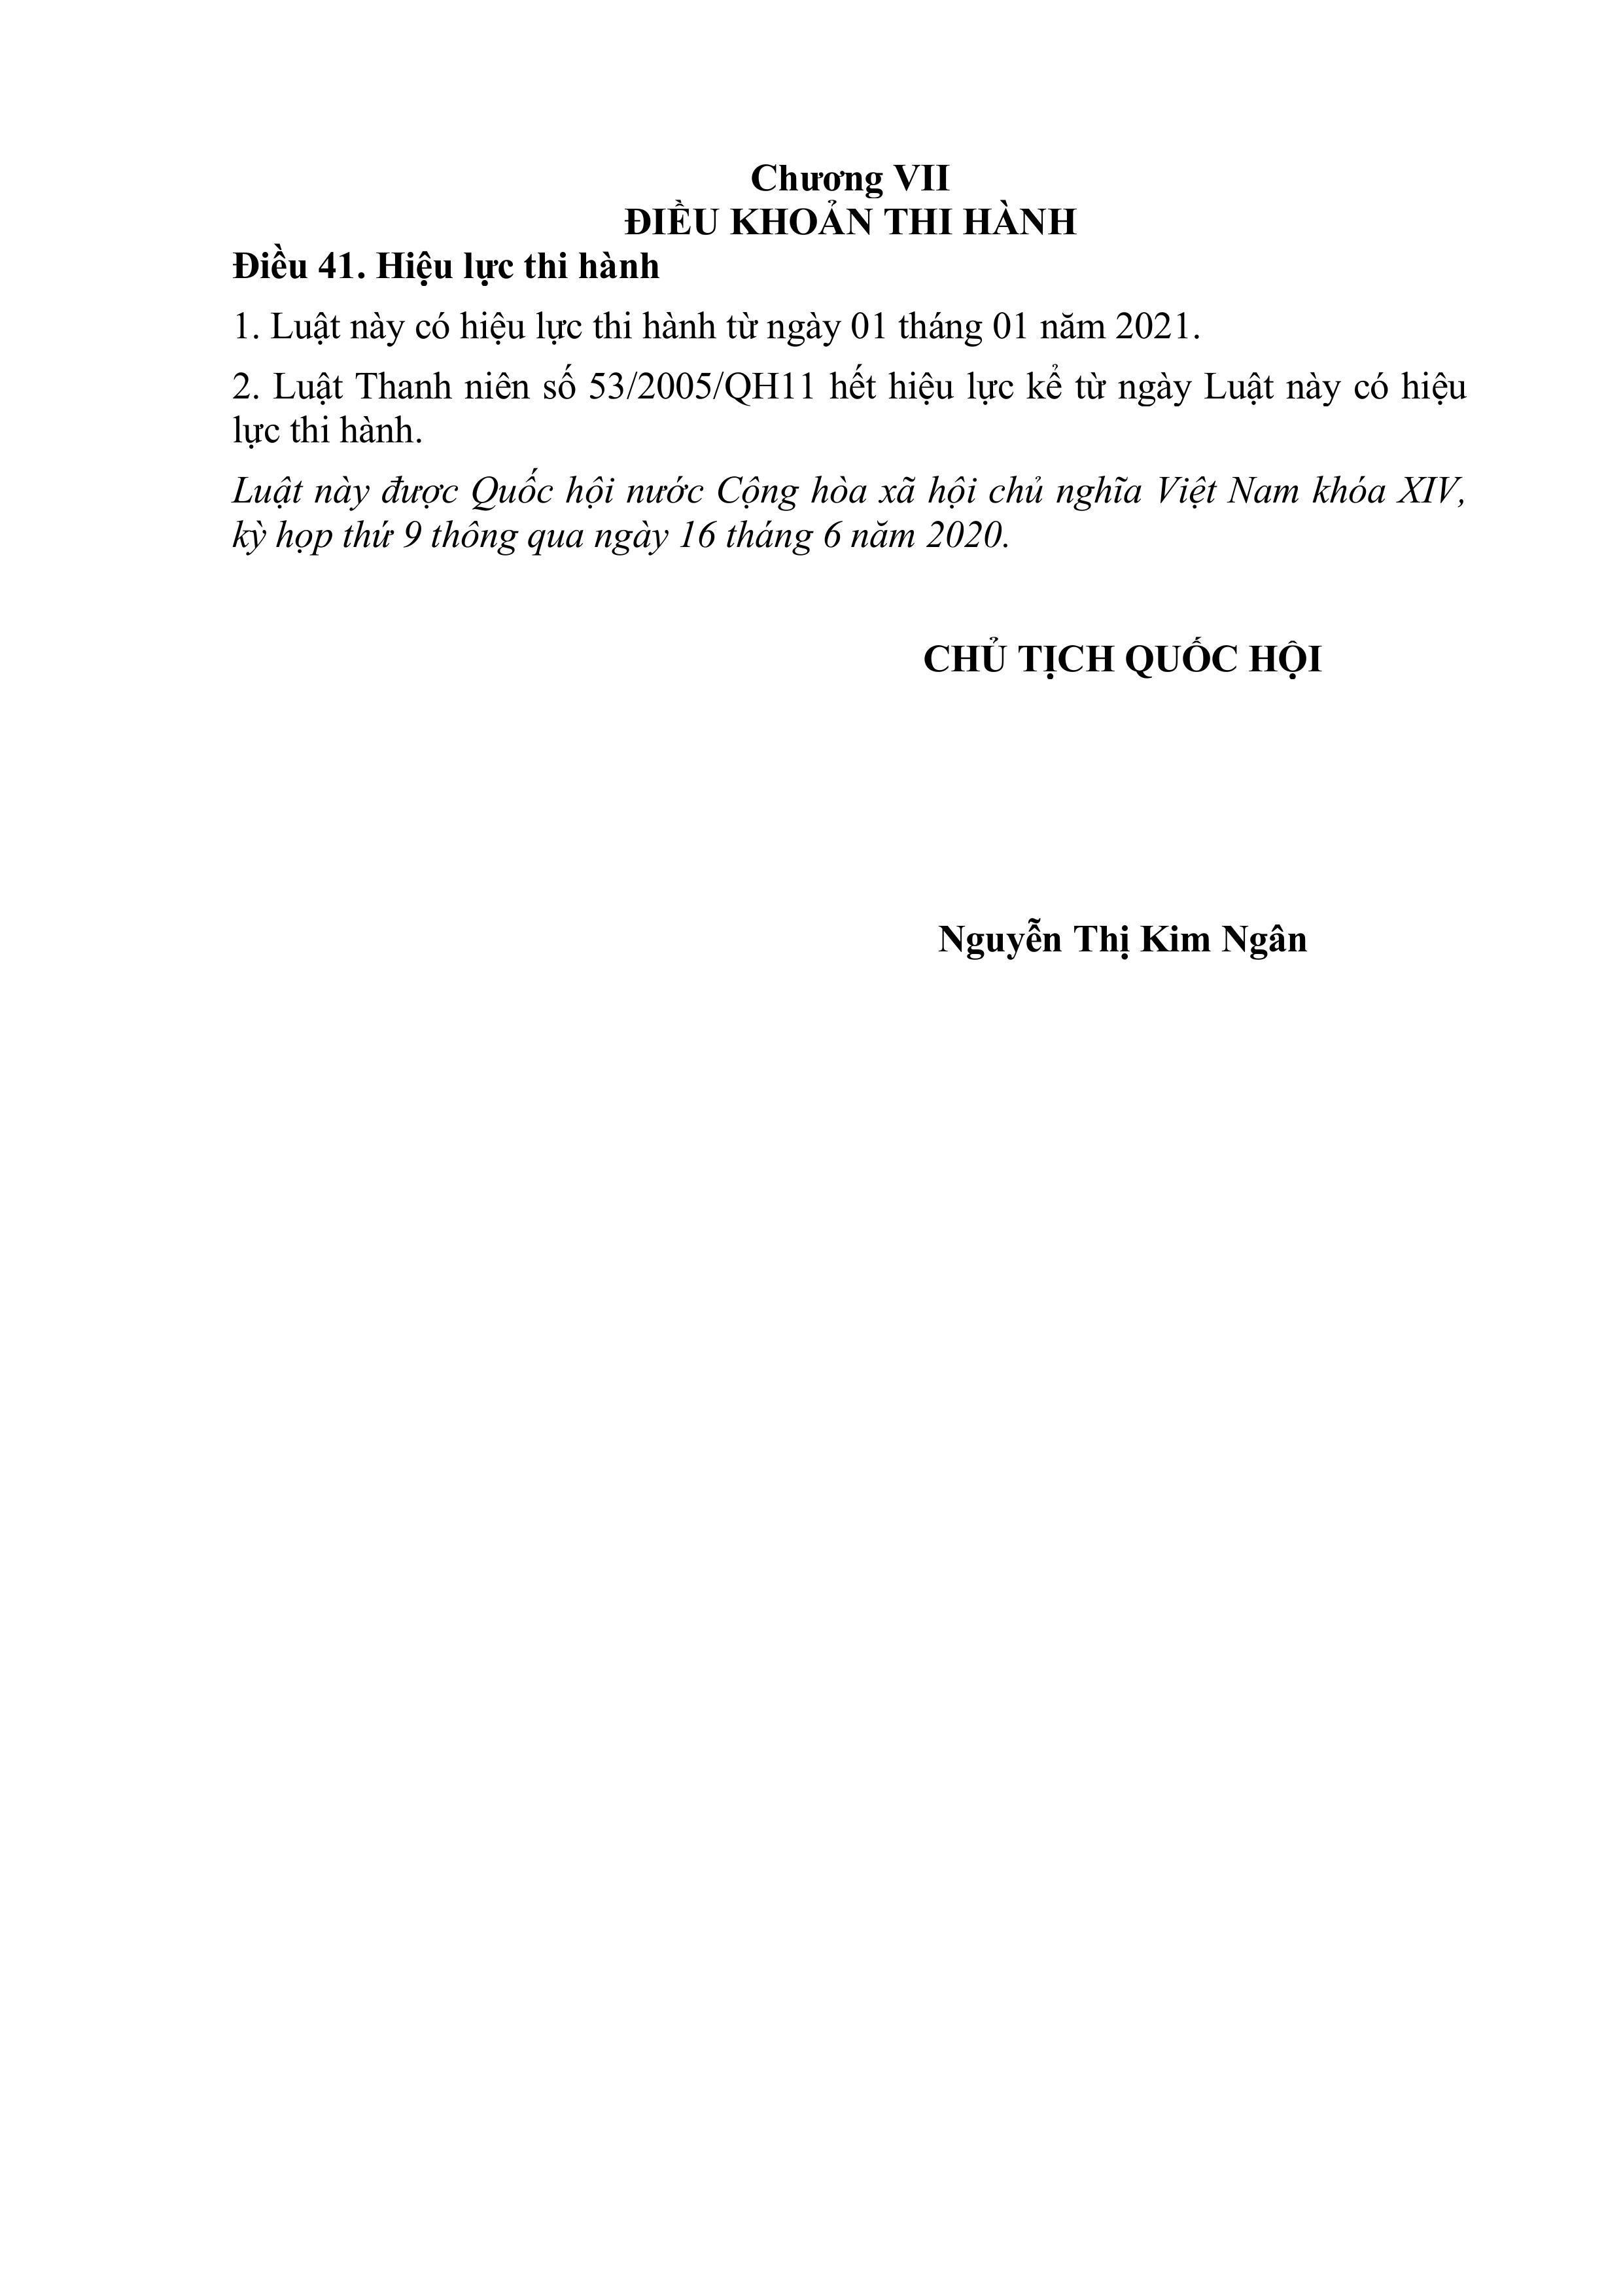 Chương VII
ĐIỀU KHOẢN THI HÀNH
Điều 41. Hiệu lực thi hành
1. Luật này có hiệu lực thi hành từ ngày 01 tháng 01 năm 2021.
2. Luật Thanh niên số 53/2005/QH11 hết hiệu lực kể từ ngày Luật này có hiệu
lực thi hành.
Luật này được Quốc hội nước Cộng hòa xã hội chủ nghĩa Việt Nam khóa XIV,
kỳ họp thứ 9 thông qua ngày 16 tháng 6 năm 2020.
CHỦ TỊCH QUỐC HỘI
Nguyễn Thị Kim Ngân